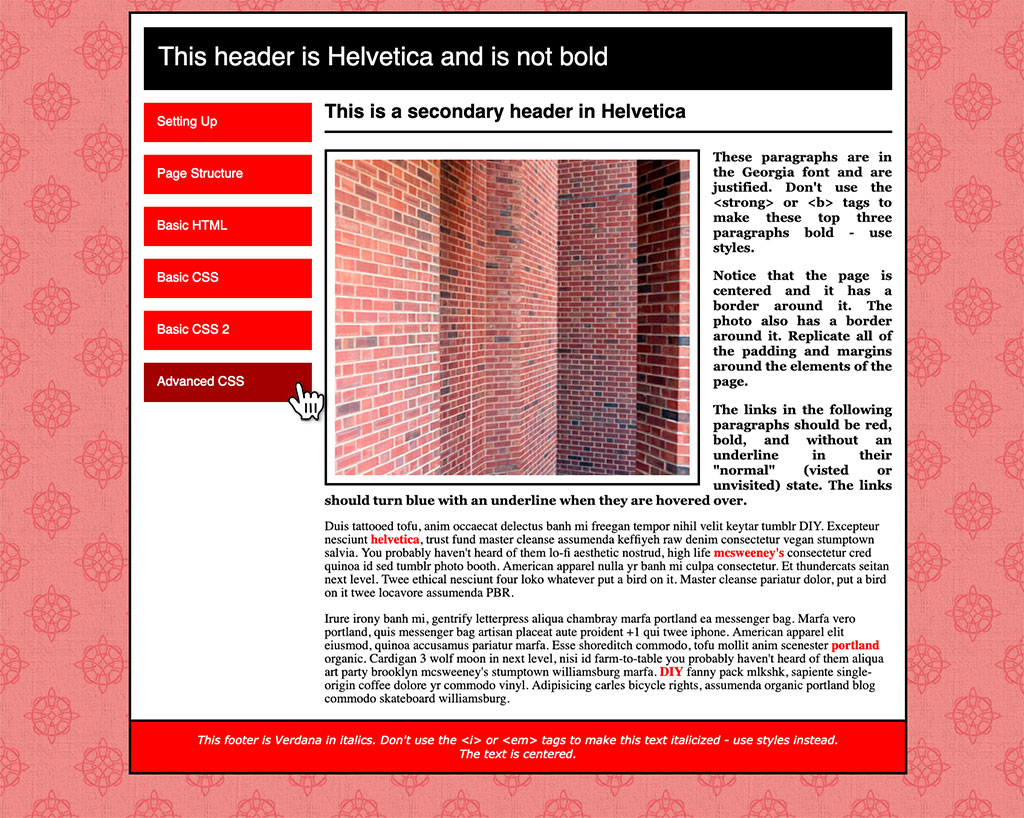 This header is Helvetica and is not bold
Setting Up
Page Structure
Basic HTML
Basic CSS
Basic CSS 2
Advanced CSS
This is a secondary header in Helvetica
These paragraphs are in
the Georgia font and are
justified. Don't use the
<strong> or <b> tags to
make these top three
paragraphs bold - use
styles.
Notice that the page is
centered and it has a
border around it. The
photo also has a border
around it. Replicate all of
the padding and margins
around the elements of the
page.
The links in the following
paragraphs should be red,
bold, and without an
underline in their
"normal" (visted or
unvisited) state. The links
should turn blue with an underline when they are hovered over.
Duis tattooed tofu, anim occaecat delectus banh mi freegan tempor nihil velit keytar tumblr DIY. Excepteur
nesciunt helvetica, trust fund master cleanse assumenda keffiyeh raw denim consectetur vegan stumptown
salvia. You probably haven't heard of them lo-fi aesthetic nostrud, high life mcsweeney's consectetur cred
quinoa id sed tumblr photo booth. American apparel nulla yr banh mi culpa consectetur. Et thundercats seitan
next level. Twee ethical nesciunt four loko whatever put a bird on it. Master cleanse pariatur dolor, put a bird
on it twee locavore assumenda PBR.
Irure irony banh mi, gentrify letterpress aliqua chambray marfa portland ea messenger bag. Marfa vero
portland, quis messenger bag artisan placeat aute proident +1 qui twee iphone. American apparel elit
eiusmod, quinoa accusamus pariatur marfa. Esse shoreditch commodo, tofu mollit anim scenester portland
organic. Cardigan 3 wolf moon in next level, nisi id farm-to-table you probably haven't heard of them aliqua
art party brooklyn mcsweeney's stumptown williamsburg marfa. DIY fanny pack mlkshk, sapiente single-
origin coffee dolore yr commodo vinyl. Adipisicing carles bicycle rights, assumenda organic portland blog
commodo skateboard williamsburg.
This footer is Verdana in italics. Don't use the <i> or <em> tags to make this text italicized - use styles instead.
The text is centered.